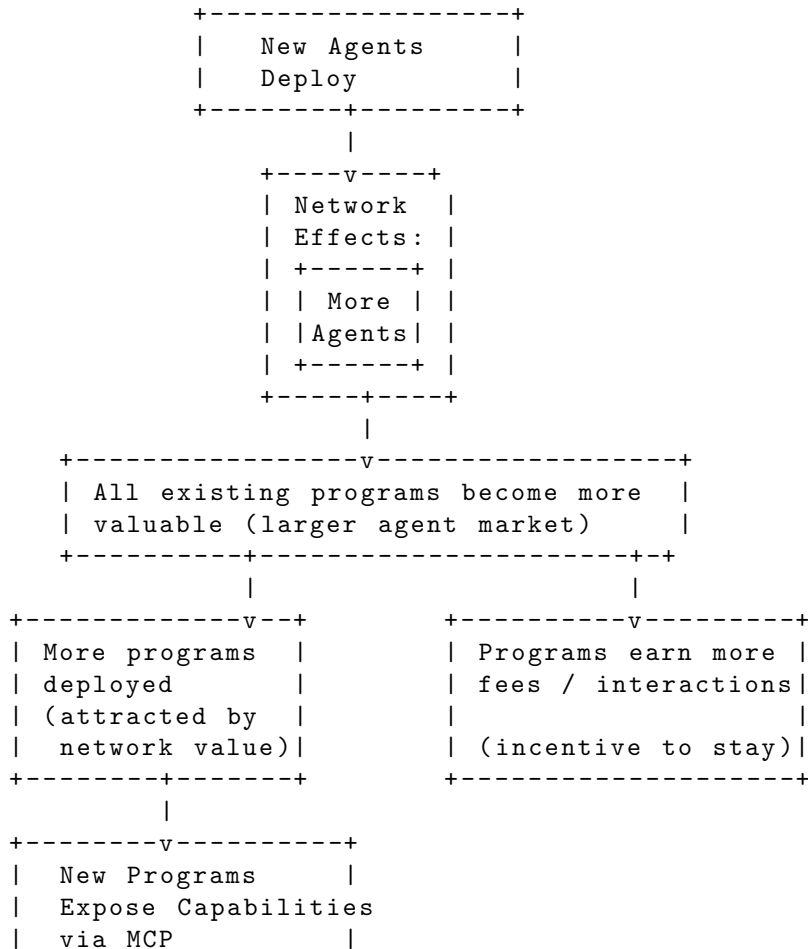 New Agents
Deploy
Network
Effects:
More
Agents
All existing programs become more
valuable (larger agent market)
More programs
deployed
(attracted by
network value)
Programs earn more
fees / interactions
(incentive to stay)
New Programs
Expose Capabilities
via MCP